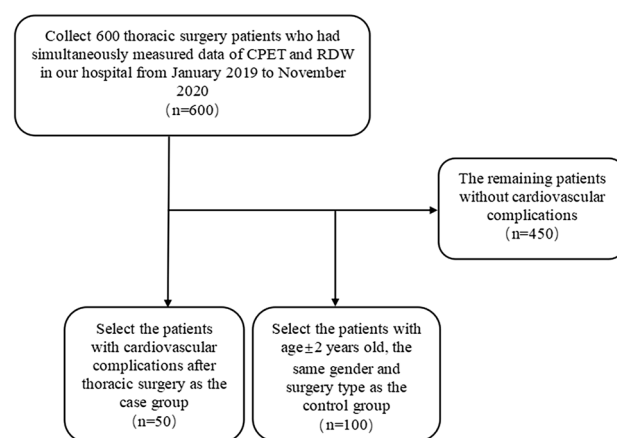 Collect 600 thoracic surgery patients who had
simultaneously measured data of CPET and RDW
in our hospital from January 2019 to November
2020
(n=600)
The remaining patients
without cardiovascular
complications
(n=450)
Select the patients
with cardiovascular
complications after
thoracic surgery as the
case group
(n=50)
Select the patients with
age±2 years old, the
same gender and
surgery type as the
control group
(n=100)